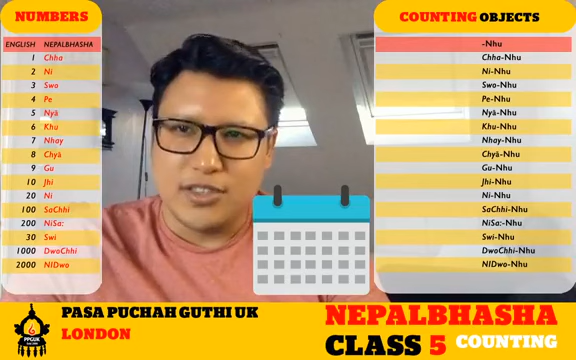 NUMBERS
ENGLISH NEPALBHASHA
1 Chha
2 Ni
3 Swo
4 Pe
5 Nyā
6 Khu
7 Nhay
8 Chyā
9 Gu
10 Jhi
20 Ni
100 SaChhi
200 NiSa:
30 Swi
1000 DwoChhi
2000 NIDwo
COUNTING OBJECTS
-Nhu
Chha-Nhu
Ni-Nhu
Swo-Nhu
Pe-Nhu
Nyā-Nhu
Khu-Nhu
Nhay-Nhu
Chyā-Nhu
Gu-Nhu
Jhi-Nhu
Ni-Nhu
SaChhi-Nhu
NiSa:-Nhu
Swi-Nhu
DwoChhi-Nhu
NIDwo-Nhu
PPGUK
PASA PUCHAH GUTHI UK
LONDON
NEPALBHASHA
CLASS 5 COUNTING